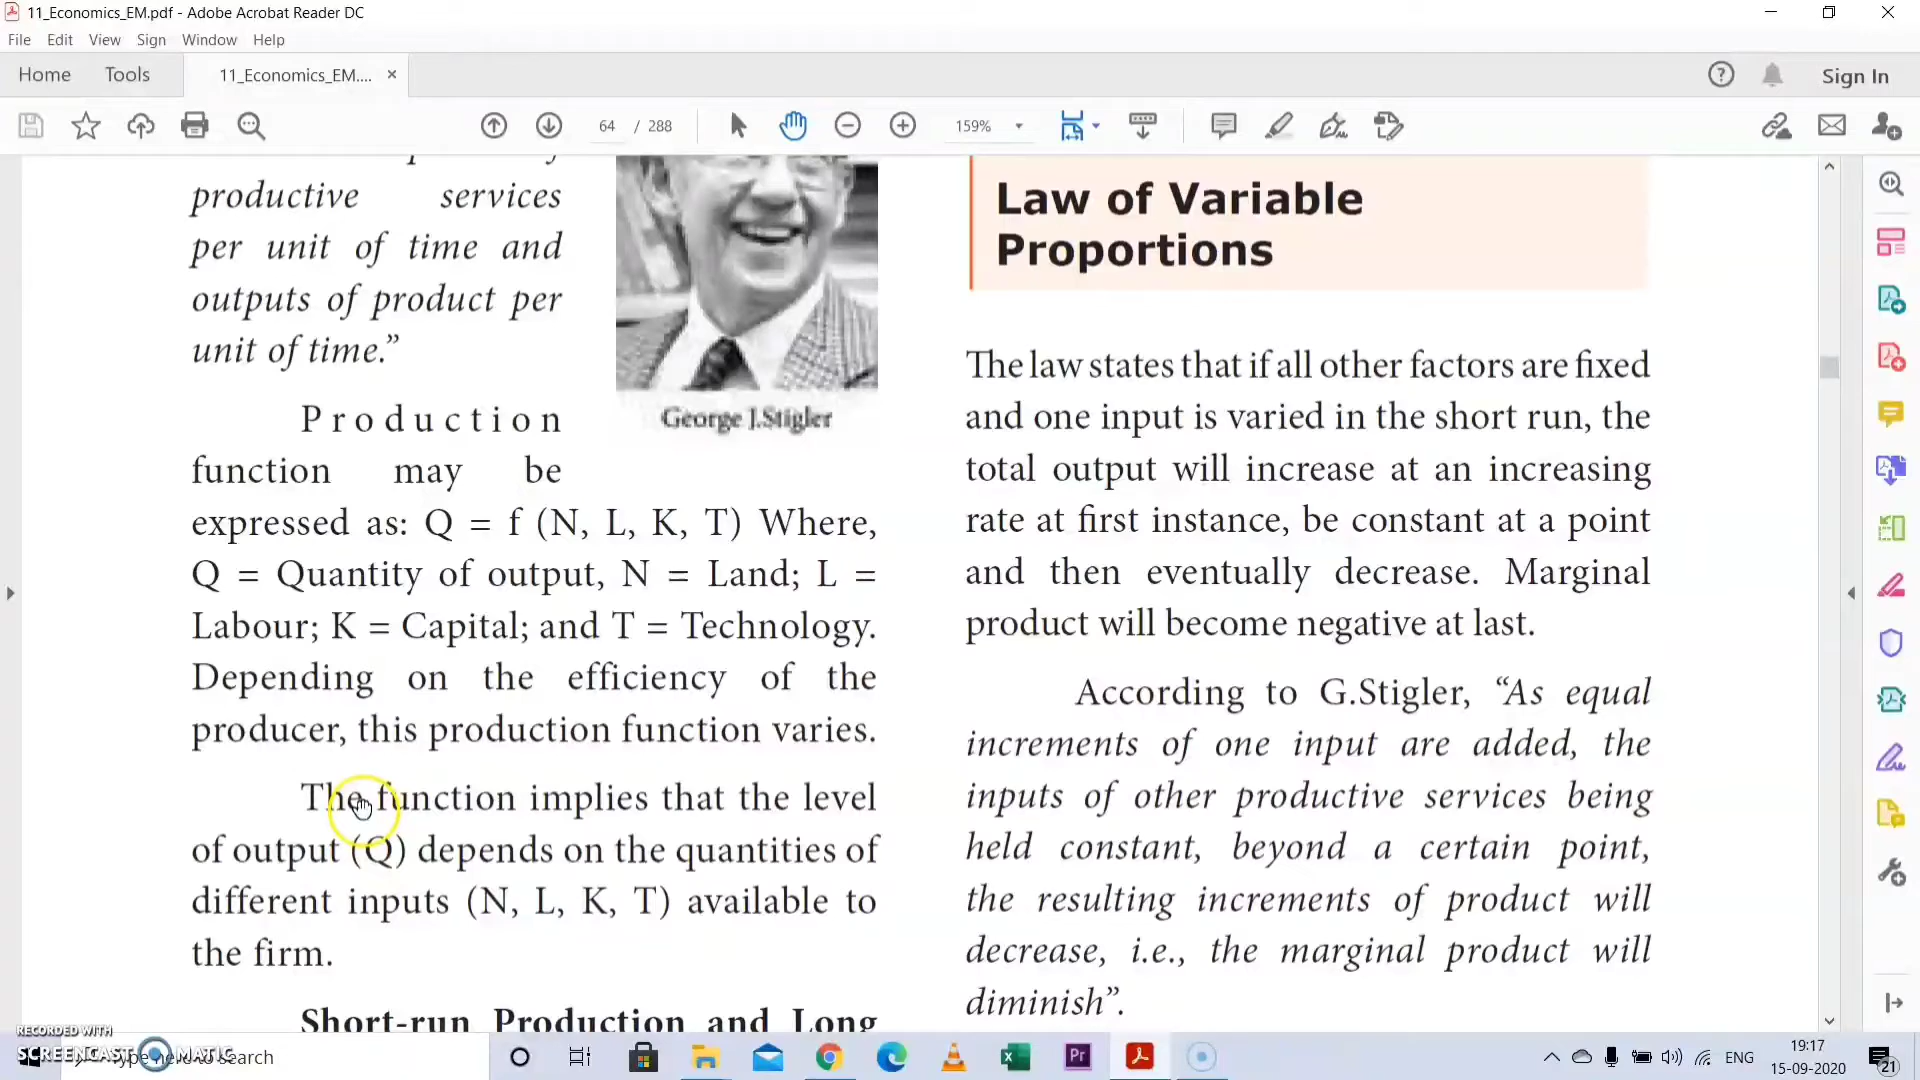 11_Economics_EM.pdf - Adobe Acrobat Reader DC
File Edit View Sign Window Help
Home Tools 11_Economics_EM.... × Sign In
64 / 288 159%
productive services
per unit of time and
outputs of product per
unit of time.”
George J.Stigler
Production
function may be
expressed as: Q = f (N, L, K, T) Where,
Q = Quantity of output, N = Land; L =
Labour; K = Capital; and T = Technology.
Depending on the efficiency of the
producer, this production function varies.
The function implies that the level
of output (Q) depends on the quantities of
different inputs (N, L, K, T) available to
the firm.
Short-run Production and Long
Law of Variable
Proportions
The law states that if all other factors are fixed
and one input is varied in the short run, the
total output will increase at an increasing
rate at first instance, be constant at a point
and then eventually decrease. Marginal
product will become negative at last.
According to G.Stigler, “As equal
increments of one input are added, the
inputs of other productive services being
held constant, beyond a certain point,
the resulting increments of product will
decrease, i.e., the marginal product will
diminish”.
RECORDED WITH
SCREENCAST MATIC
Type here to search
Pr
ENG
19:17
15-09-2020
21